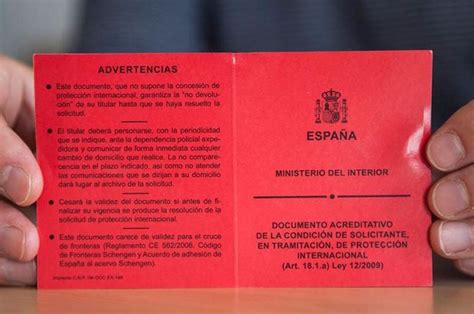 ADVERTENCIAS
● Este documento, que no supone la concesión de
protección internacional, garantiza la "no devolu-
ción" de su titular hasta que se haya resuelto la
solicitud.
● El titular deberá personarse, con la periodicidad
que se indique, ante la dependencia policial expe-
didora y comunicar de forma inmediata cualquier
cambio de domicilio que realice. La no compare-
cencia en el plazo indicado, así como no atender
las comunicaciones que se dirijan a su domicilio
dará lugar al archivo de la solicitud.
● Cesará la validez del documento si antes de fina-
lizar su vigencia se produce la resolución de la
solicitud de protección internacional.
● Este documento carece de validez para el cruce
de fronteras (Reglamento CE 562/2006, Código
de Fronteras Schengen y Acuerdo de adhesión de
España al acervo Schengen).
ESPAÑA
MINISTERIO DEL INTERIOR
DOCUMENTO ACREDITATIVO
DE LA CONDICIÓN DE SOLICITANTE,
EN TRAMITACIÓN, DE PROTECCIÓN
INTERNACIONAL
(Art. 18.1.a) Ley 12/2009)